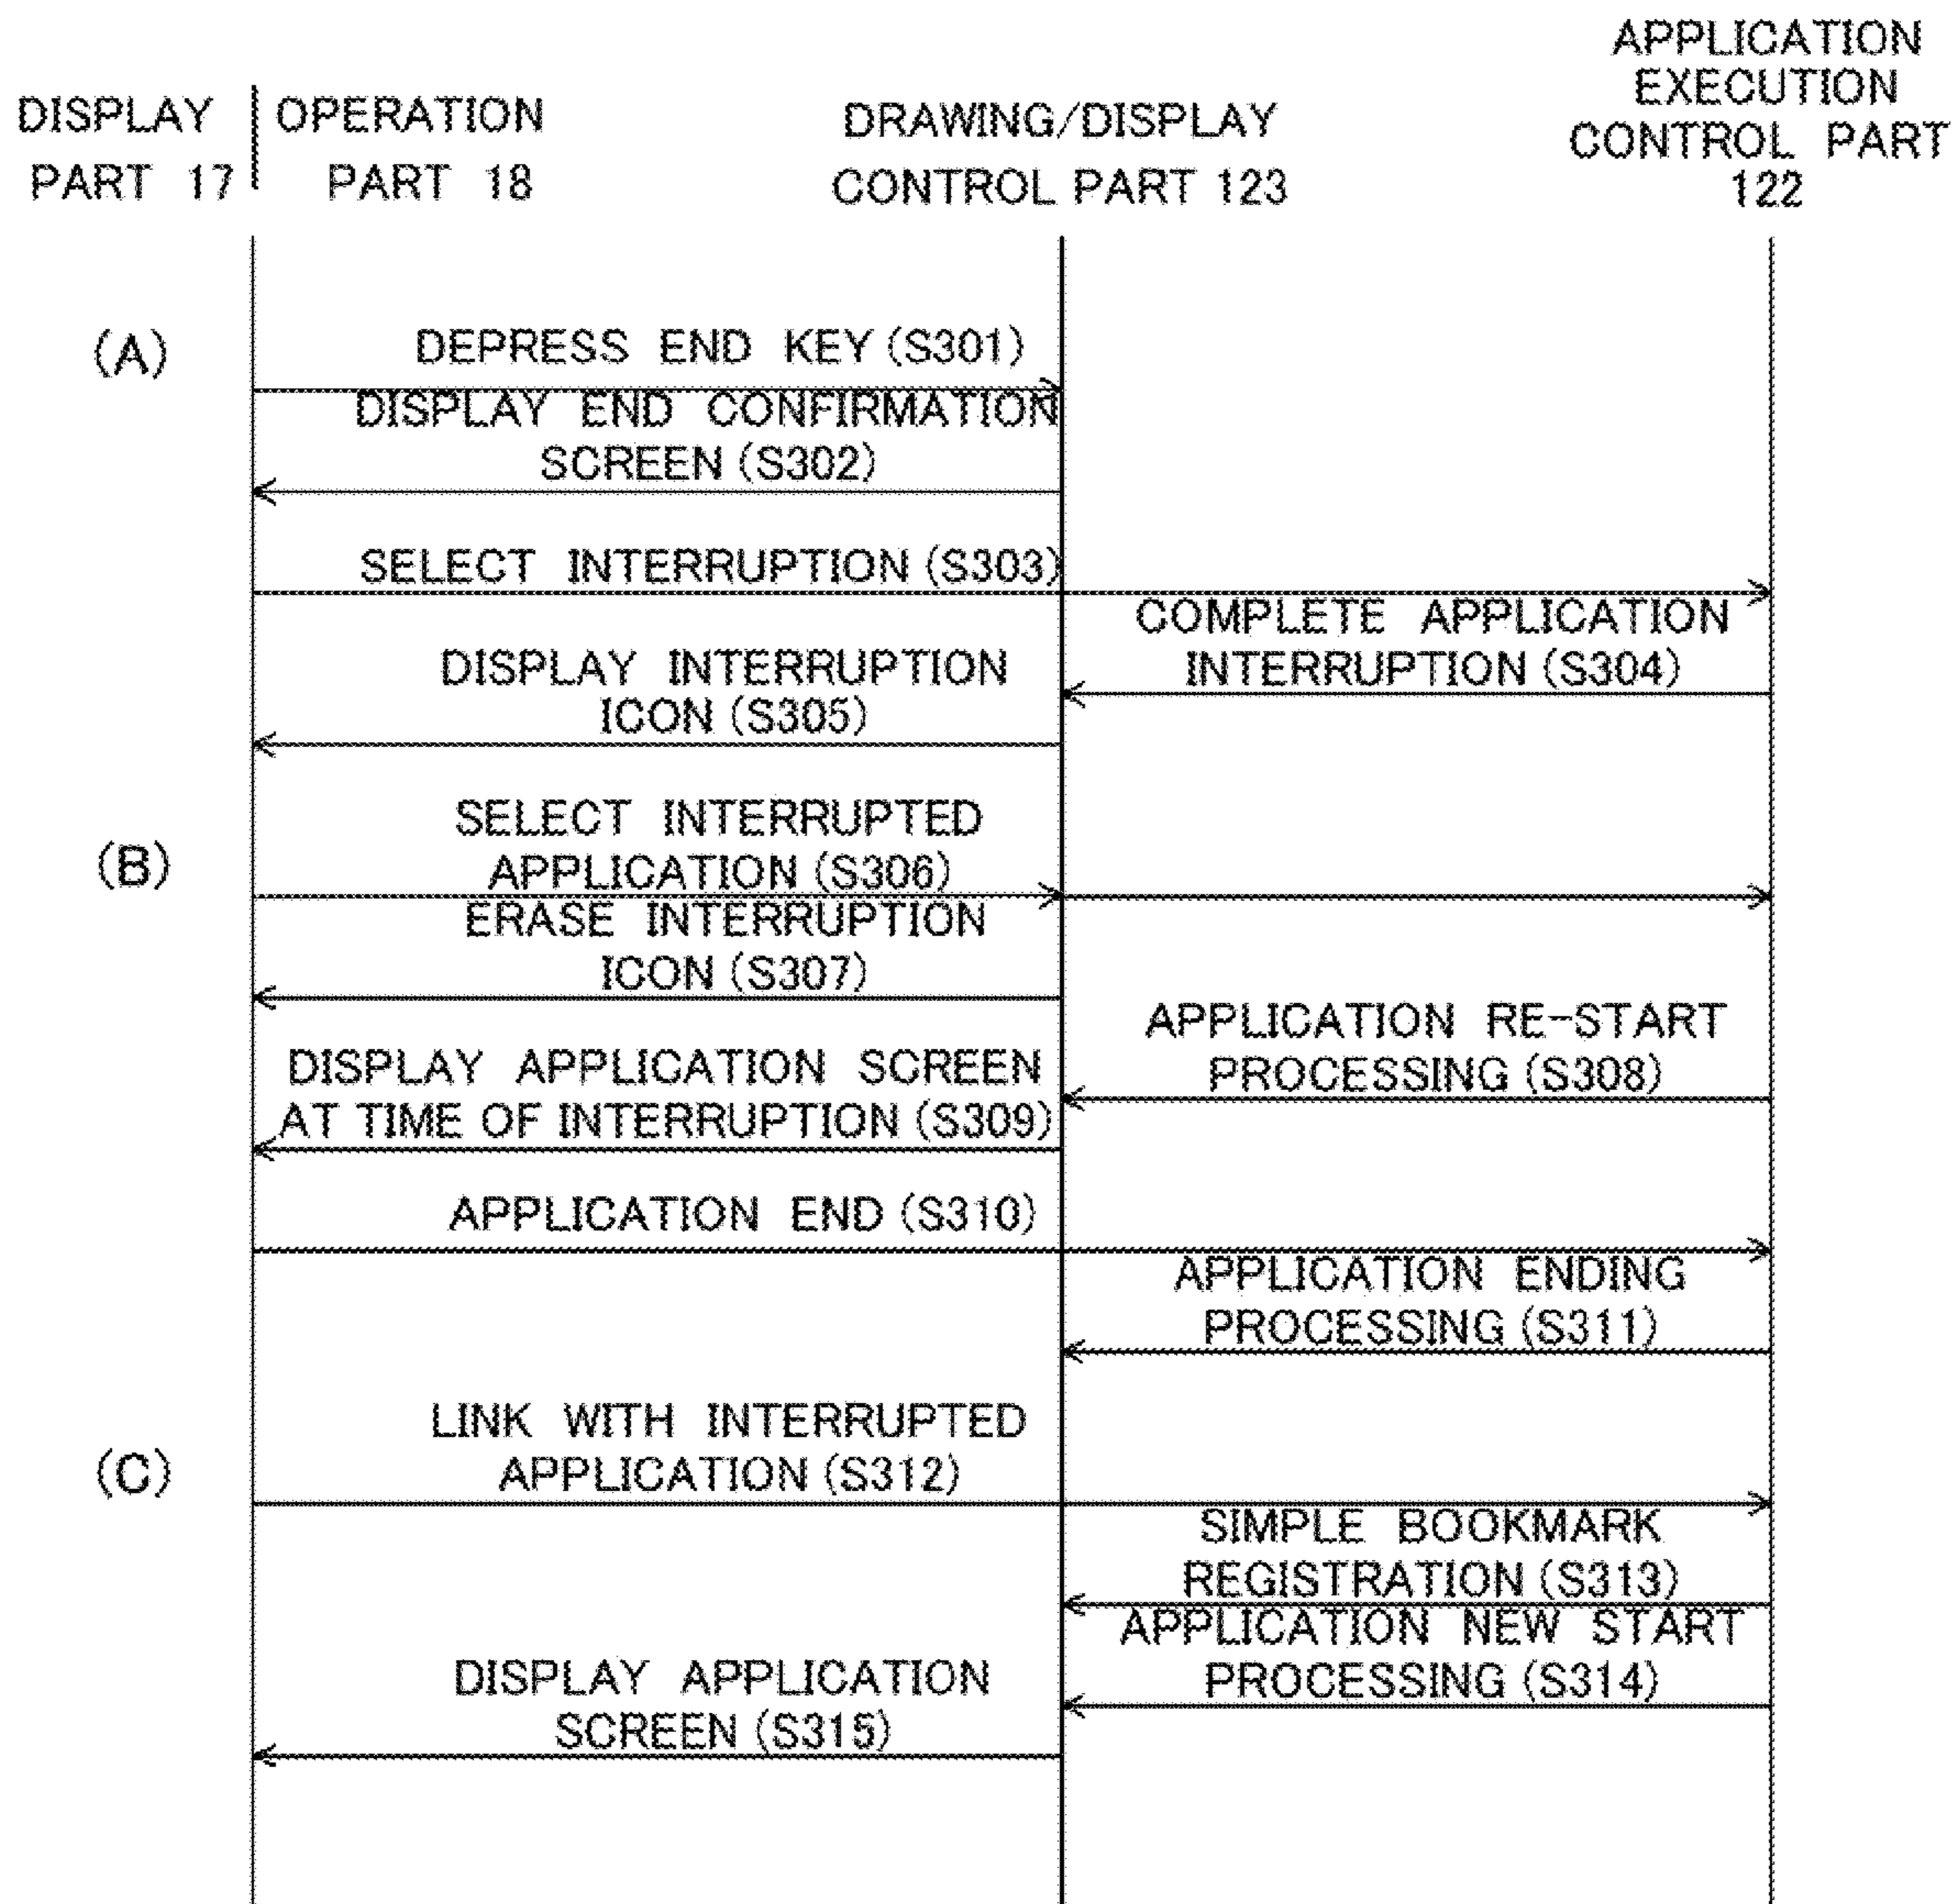 DISPLAY
PART 17
OPERATION
PART 18
DRAWING/DISPLAY
CONTROL PART 123
APPLICATION
EXECUTION
CONTROL PART
122
(A)
DEPRESS END KEY (S301)
DISPLAY END CONFIRMATION
SCREEN (S302)
SELECT INTERRUPTION (S303)
COMPLETE APPLICATION
INTERRUPTION (S304)
DISPLAY INTERRUPTION
ICON (S305)
(B)
SELECT INTERRUPTED
APPLICATION (S306)
ERASE INTERRUPTION
ICON (S307)
APPLICATION RE-START
PROCESSING (S308)
DISPLAY APPLICATION SCREEN
AT TIME OF INTERRUPTION (S309)
APPLICATION END (S310)
APPLICATION ENDING
PROCESSING (S311)
(C)
LINK WITH INTERRUPTED
APPLICATION (S312)
SIMPLE BOOKMARK
REGISTRATION (S313)
APPLICATION NEW START
PROCESSING (S314)
DISPLAY APPLICATION
SCREEN (S315)